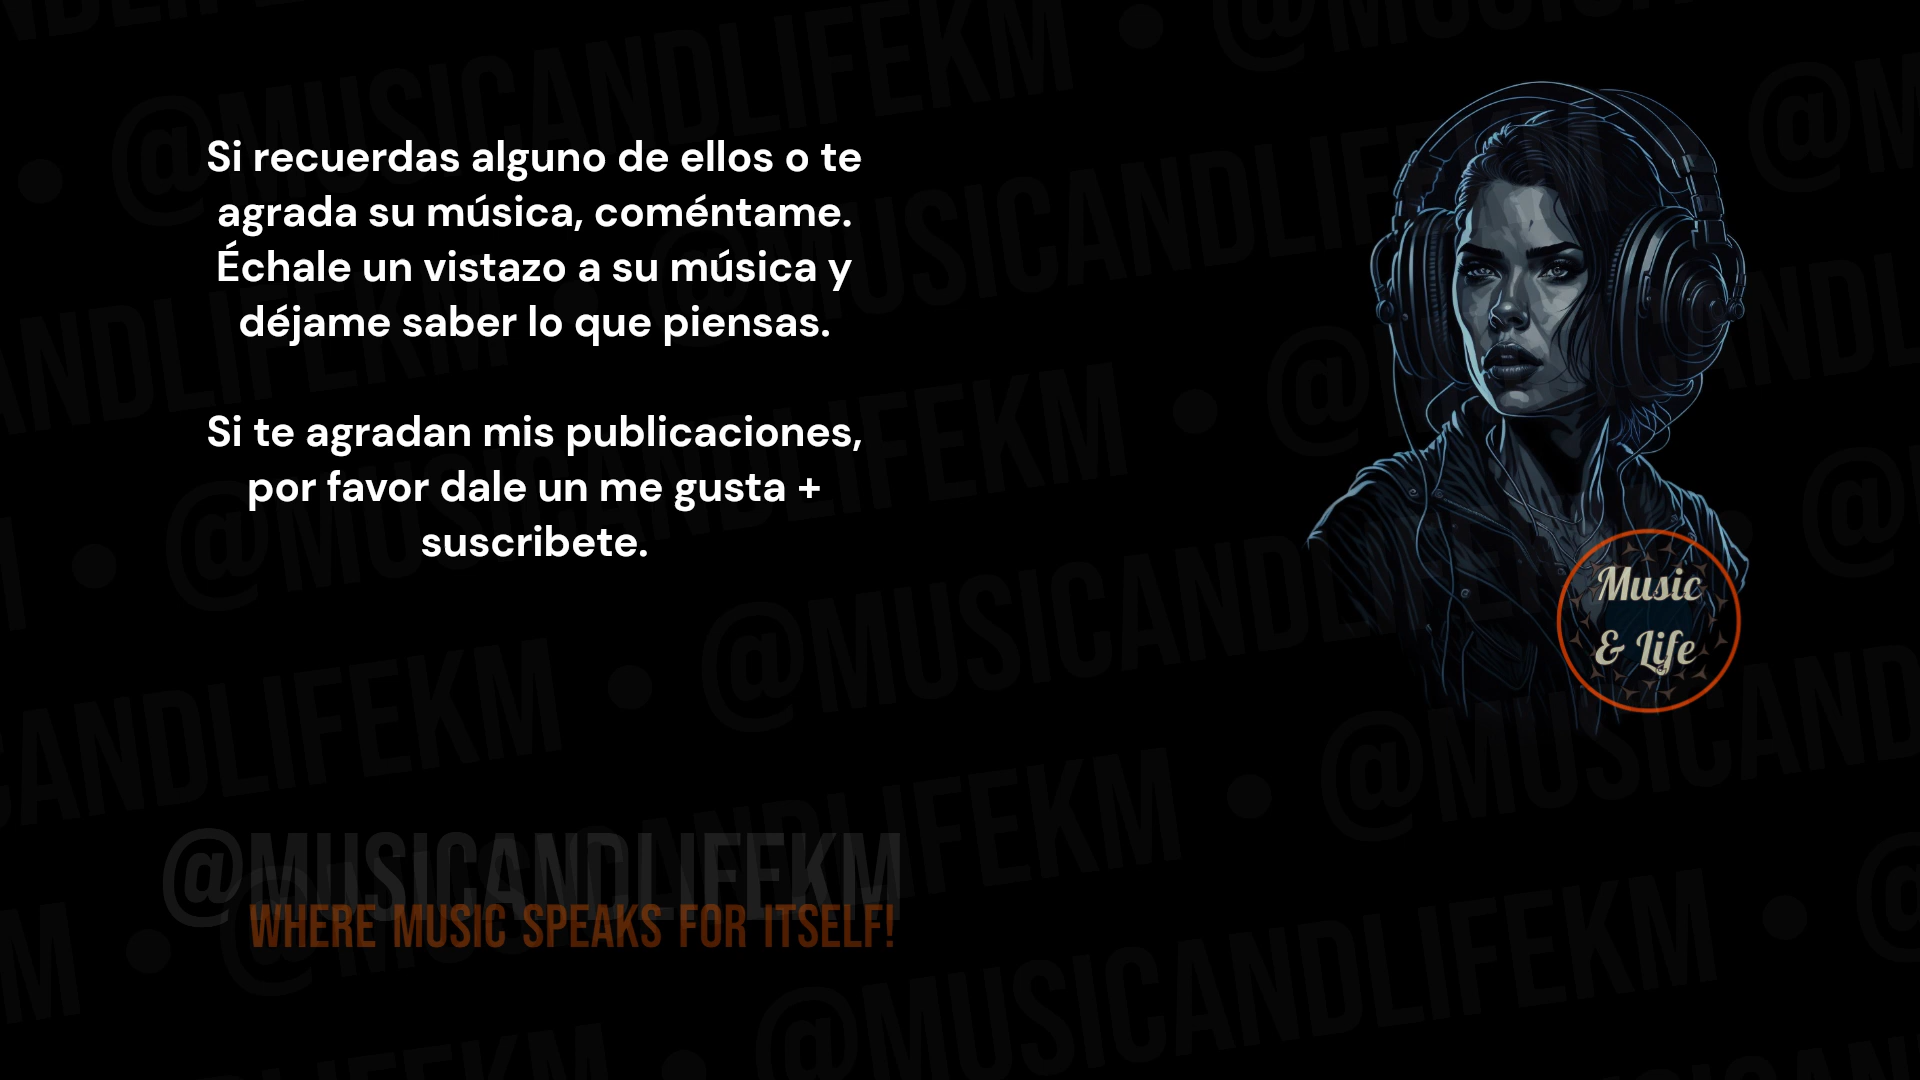 Si recuerdas alguno de ellos o te
agrada su música, coméntame.
Échale un vistazo a su música y
déjame saber lo que piensas.
Si te agradan mis publicaciones,
por favor dale un me gusta +
suscribete.
Music
& Life
@MUSICANDLIFEKM
WHERE MUSIC SPEAKS FOR ITSELF!